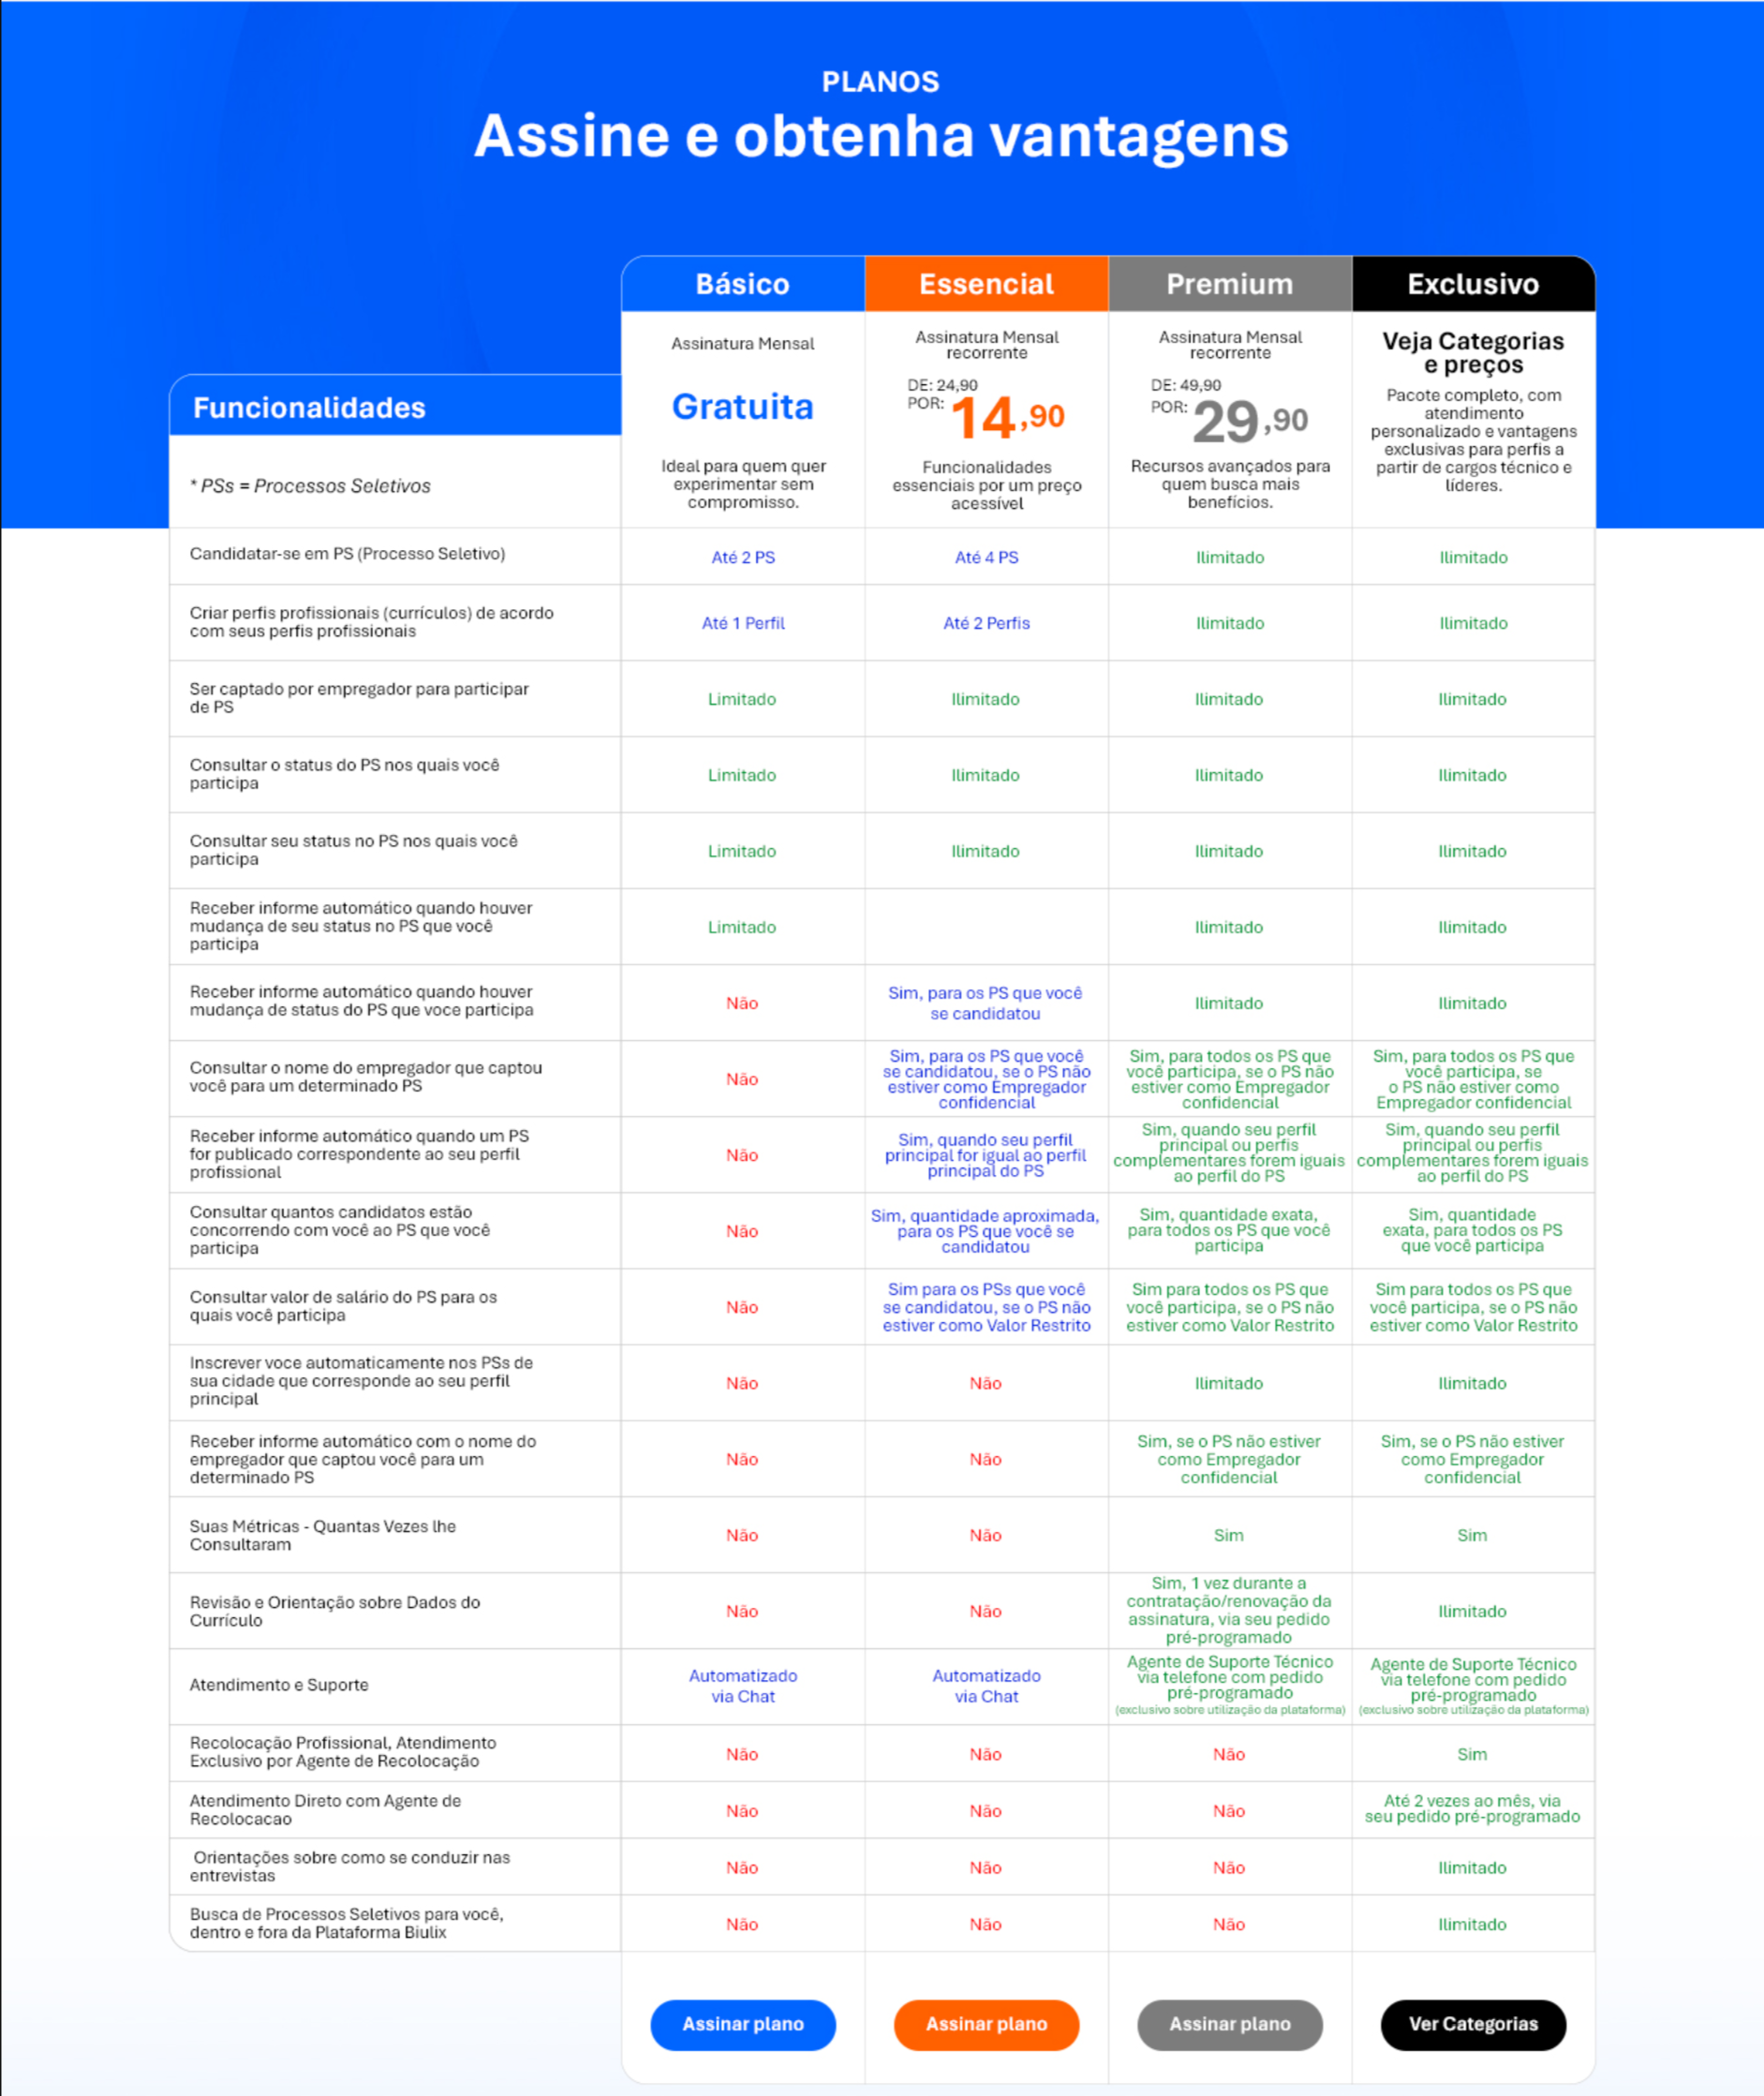 PLANOS
Assine e obtenha vantagens
Básico
Essencial
Premium
Exclusivo
Assinatura Mensal
Gratuita
Ideal para quem quer
experimentar sem
compromisso.
Assinatura Mensal
recorrente
DE: 24,90
POR: 14,90
Funcionalidades
essenciais por um preço
acessível
Assinatura Mensal
recorrente
DE: 49,90
POR: 29,90
Recursos avançados para
quem busca mais
benefícios.
Veja Categorias
e preços
Pacote completo, com
atendimento
personalizado e vantagens
exclusivas para perfis a
partir de cargos técnico e
líderes.
Funcionalidades
* PSs = Processos Seletivos
Candidatar-se em PS (Processo Seletivo)
Até 2 PS
Até 4 PS
Ilimitado
Ilimitado
Criar perfis profissionais (currículos) de acordo
com seus perfis profissionais
Até 1 Perfil
Até 2 Perfis
Ilimitado
Ilimitado
Ser captado por empregador para participar
de PS
Limitado
Ilimitado
Ilimitado
Ilimitado
Consultar o status do PS nos quais você
participa
Limitado
Ilimitado
Ilimitado
Ilimitado
Consultar seu status no PS nos quais você
participa
Limitado
Ilimitado
Ilimitado
Ilimitado
Receber informe automático quando houver
mudança de seu status no PS que você
participa
Limitado
Ilimitado
Ilimitado
Receber informe automático quando houver
mudança de status do PS que voce participa
Não
Sim, para os PS que você
se candidatou
Ilimitado
Ilimitado
Consultar o nome do empregador que captou
você para um determinado PS
Não
Sim, para os PS que você
se candidatou, se o PS não
estiver como Empregador
confidencial
Sim, para todos os PS que
você participa, se o PS não
estiver como Empregador
confidencial
Sim, para todos os PS que
você participa, se
o PS não estiver como
Empregador confidencial
Receber informe automático quando um PS
for publicado correspondente ao seu perfil
profissional
Não
Sim, quando seu perfil
principal for igual ao perfil
principal do PS
Sim, quando seu perfil
principal ou perfis
complementares forem iguais
ao perfil do PS
Sim, quando seu perfil
principal ou perfis
complementares forem iguais
ao perfil do PS
Consultar quantos candidatos estão
concorrendo com você ao PS que você
participa
Não
Sim, quantidade aproximada,
para os PS que você se
candidatou
Sim, quantidade exata,
para todos os PS que você
participa
Sim, quantidade
exata, para todos os PS
que você participa
Consultar valor de salário do PS para os
quais você participa
Não
Sim para os PSs que você
se candidatou, se o PS não
estiver como Valor Restrito
Sim para todos os PS que
você participa, se o PS não
estiver como Valor Restrito
Sim para todos os PS que
você participa, se o PS não
estiver como Valor Restrito
Inscrever voce automaticamente nos PSs de
sua cidade que corresponde ao seu perfil
principal
Não
Não
Ilimitado
Ilimitado
Receber informe automático com o nome do
empregador que captou você para um
determinado PS
Não
Não
Sim, se o PS não estiver
como Empregador
confidencial
Sim, se o PS não estiver
como Empregador
confidencial
Suas Métricas - Quantas Vezes lhe
Consultaram
Não
Não
Sim
Sim
Revisão e Orientação sobre Dados do
Currículo
Não
Não
Sim, 1 vez durante a
contratação/renovação da
assinatura, via seu pedido
pré-programado
Ilimitado
Atendimento e Suporte
Automatizado
via Chat
Automatizado
via Chat
Agente de Suporte Técnico
via telefone com pedido
pré-programado
(exclusivo sobre utilização da plataforma)
Agente de Suporte Técnico
via telefone com pedido
pré-programado
(exclusivo sobre utilização da plataforma)
Recolocação Profissional, Atendimento
Exclusivo por Agente de Recolocação
Não
Não
Não
Sim
Atendimento Direto com Agente de
Recolocacao
Não
Não
Não
Até 2 vezes ao mês, via
seu pedido pré-programado
Orientações sobre como se conduzir nas
entrevistas
Não
Não
Não
Ilimitado
Busca de Processos Seletivos para você,
dentro e fora da Plataforma Biulix
Não
Não
Não
Ilimitado
Assinar plano
Assinar plano
Assinar plano
Ver Categorias